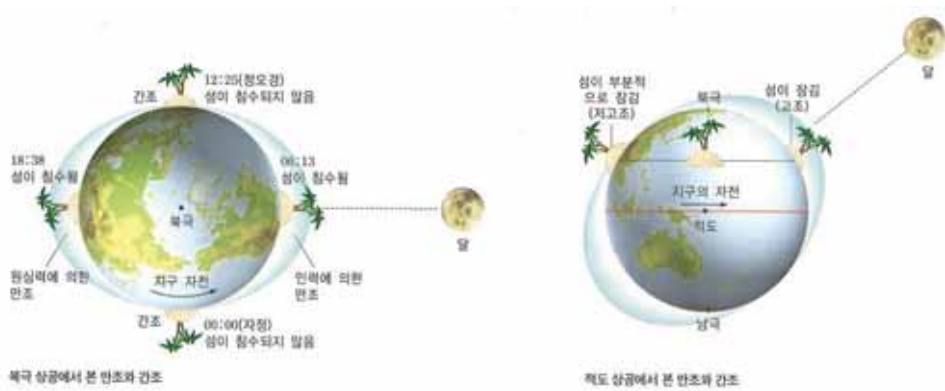 12:25(정오경)
간조
섬이 침수되지 않음
18:38
섬이 침수됨
06:13
섬이 침수됨
북극
달
원심력에 의한
만조
지구 자전
인력에 의한
만조
간조
00:00(자정)
섬이 침수되지 않음
북극 상공에서 본 만조와 간조
달
섬이 부분적
으로 잠김
(저고조)
북극
섬이 잠김
(고조)
지구의 자전
적도
남극
적도 상공에서 본 만조와 간조